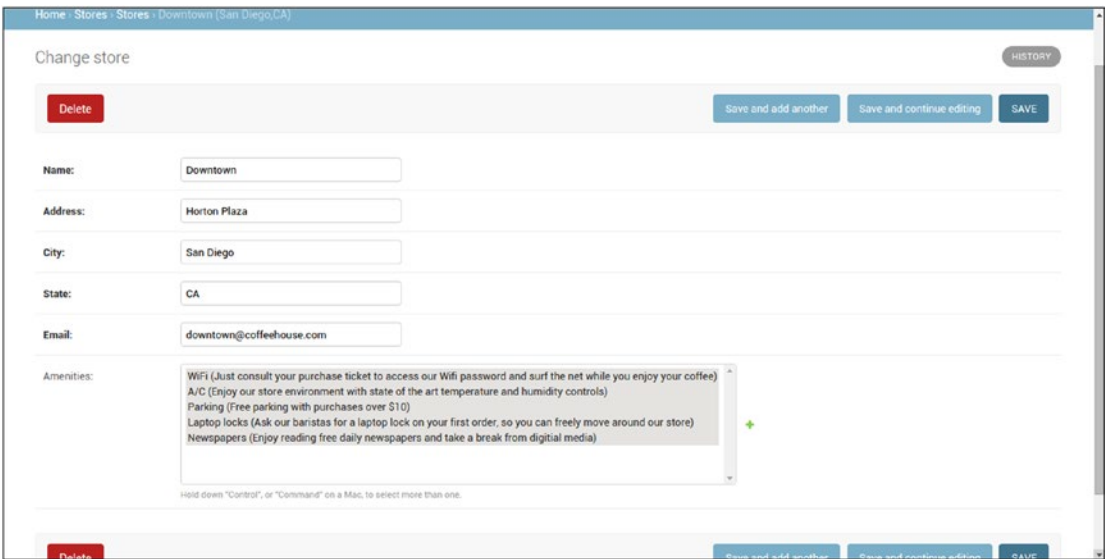 Home › Stores › Stores › Downtown (San Diego,CA)
Change store
HISTORY
Delete
Save and add another
Save and continue editing
SAVE
Name:
Downtown
Address:
Horton Plaza
City:
San Diego
State:
CA
Email:
downtown@coffeehouse.com
Amenities:
WiFi (Just consult your purchase ticket to access our Wifi password and surf the net while you enjoy your coffee)
A/C (Enjoy our store environment with state of the art temperature and humidity controls)
Parking (Free parking with purchases over $10)
Laptop locks (Ask our baristas for a laptop lock on your first order, so you can freely move around our store)
Newspapers (Enjoy reading free daily newspapers and take a break from digitial media)
Hold down "Control", or "Command" on a Mac, to select more than one.
Delete
Save and add another
Save and continue editing
SAVE